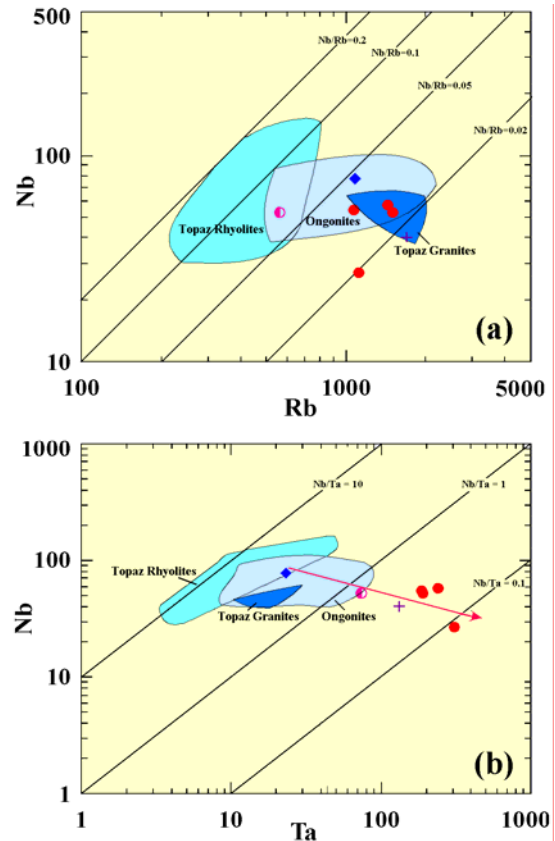 500
Nb/Rb=0.2
Nb/Rb=0.1
Nb/Rb=0.05
Nb/Rb=0.02
100
Nb
Topaz Rhyolites
Ongonites
Topaz
Granites
(a)
10
100
1000
5000
Rb
1000
Nb/Ta = 10
Nb/Ta = 1
100
Topaz Rhyolites
Nb/Ta = 0.1
Nb
Topaz Granites
Ongonites
10
(b)
1
1
10
100
1000
Ta